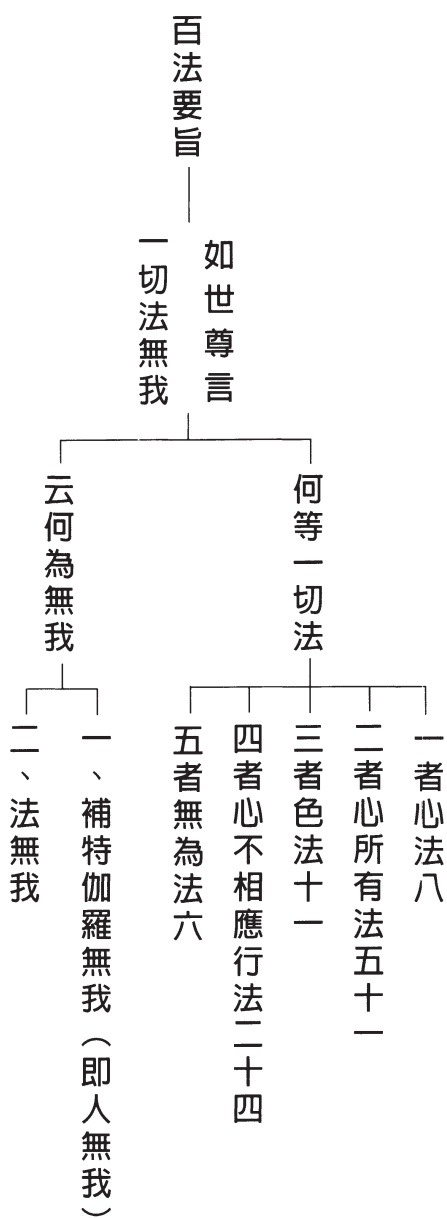 百法要旨
如世尊言
一切法無我
何等一切法
一者心法八
二者心所有法五十一
三者色法十一
四者心不相應行法二十四
五者無為法六
云何為無我
一、補特伽羅無我（即人無我）
二、法無我